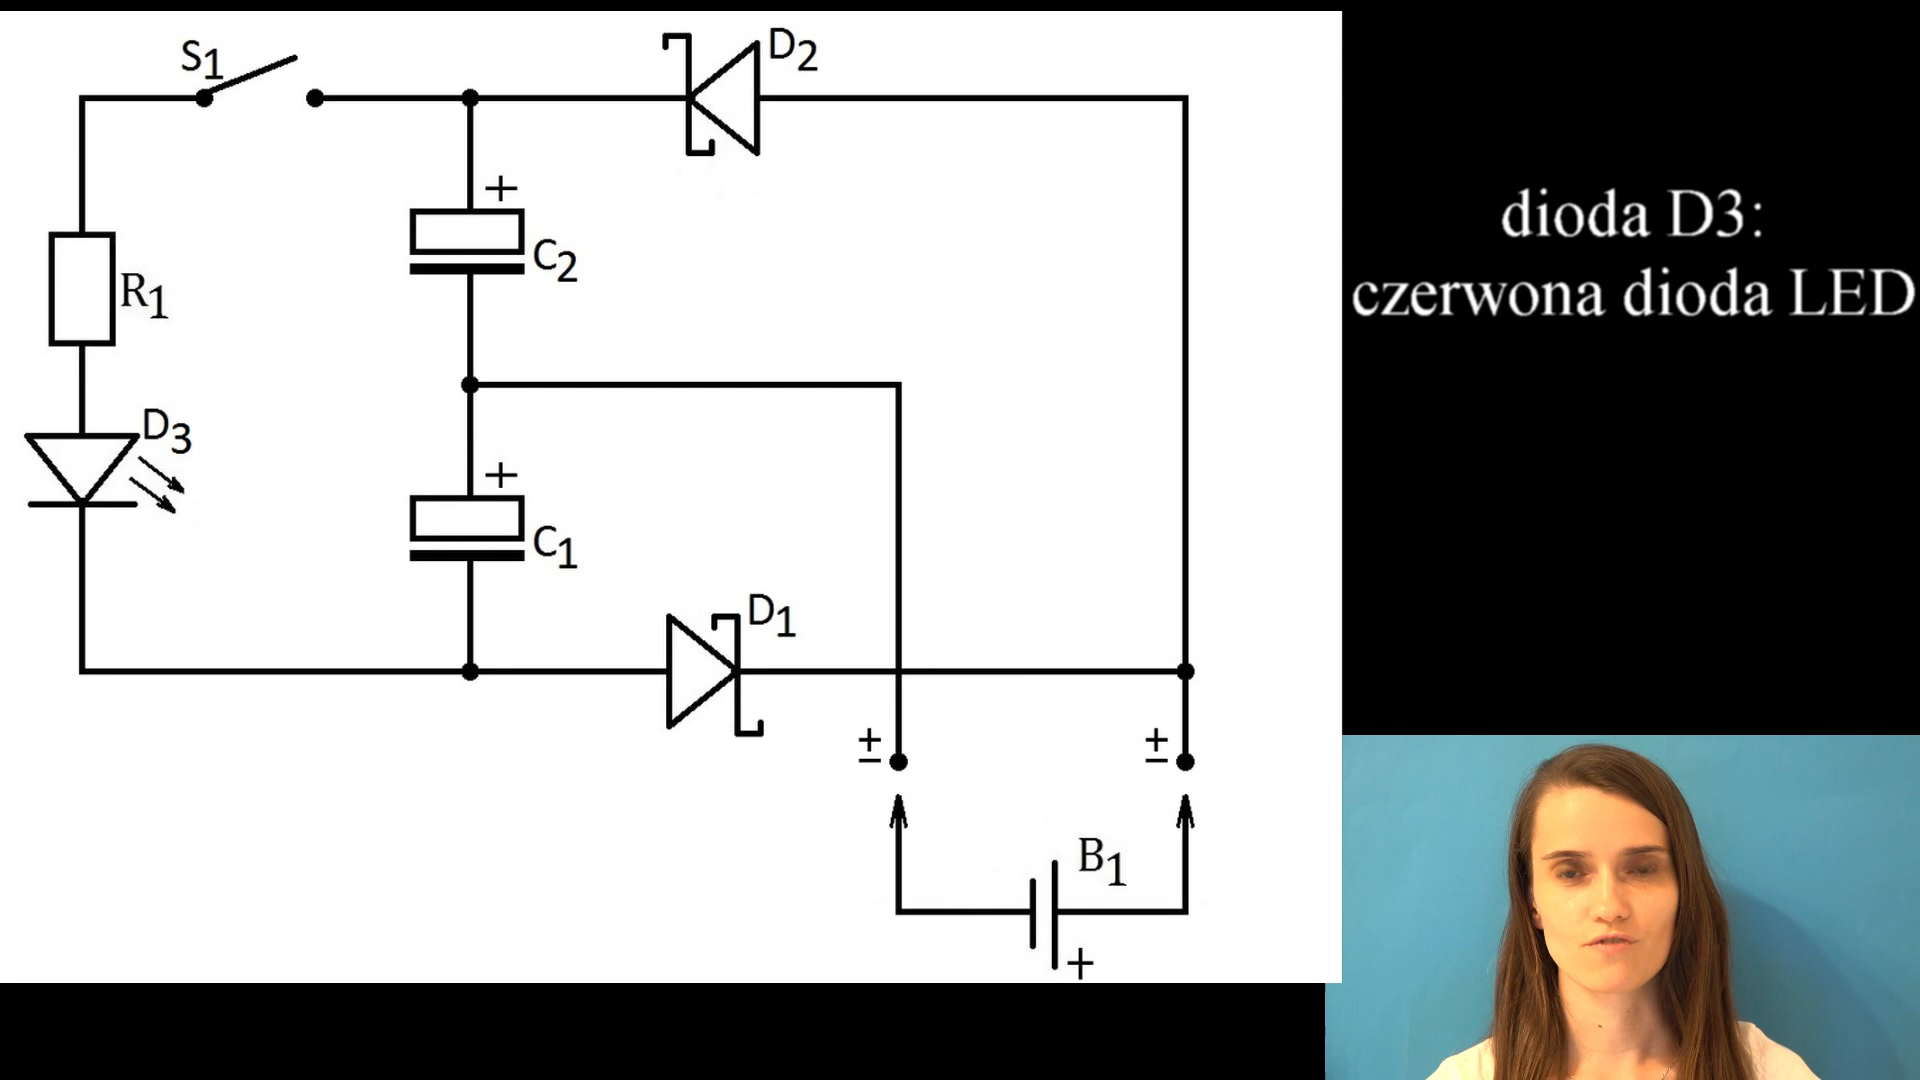 S1
D2
+
C2
R1
D3
+
C1
D1
±
±
B1
+
dioda D3:
czerwona dioda LED